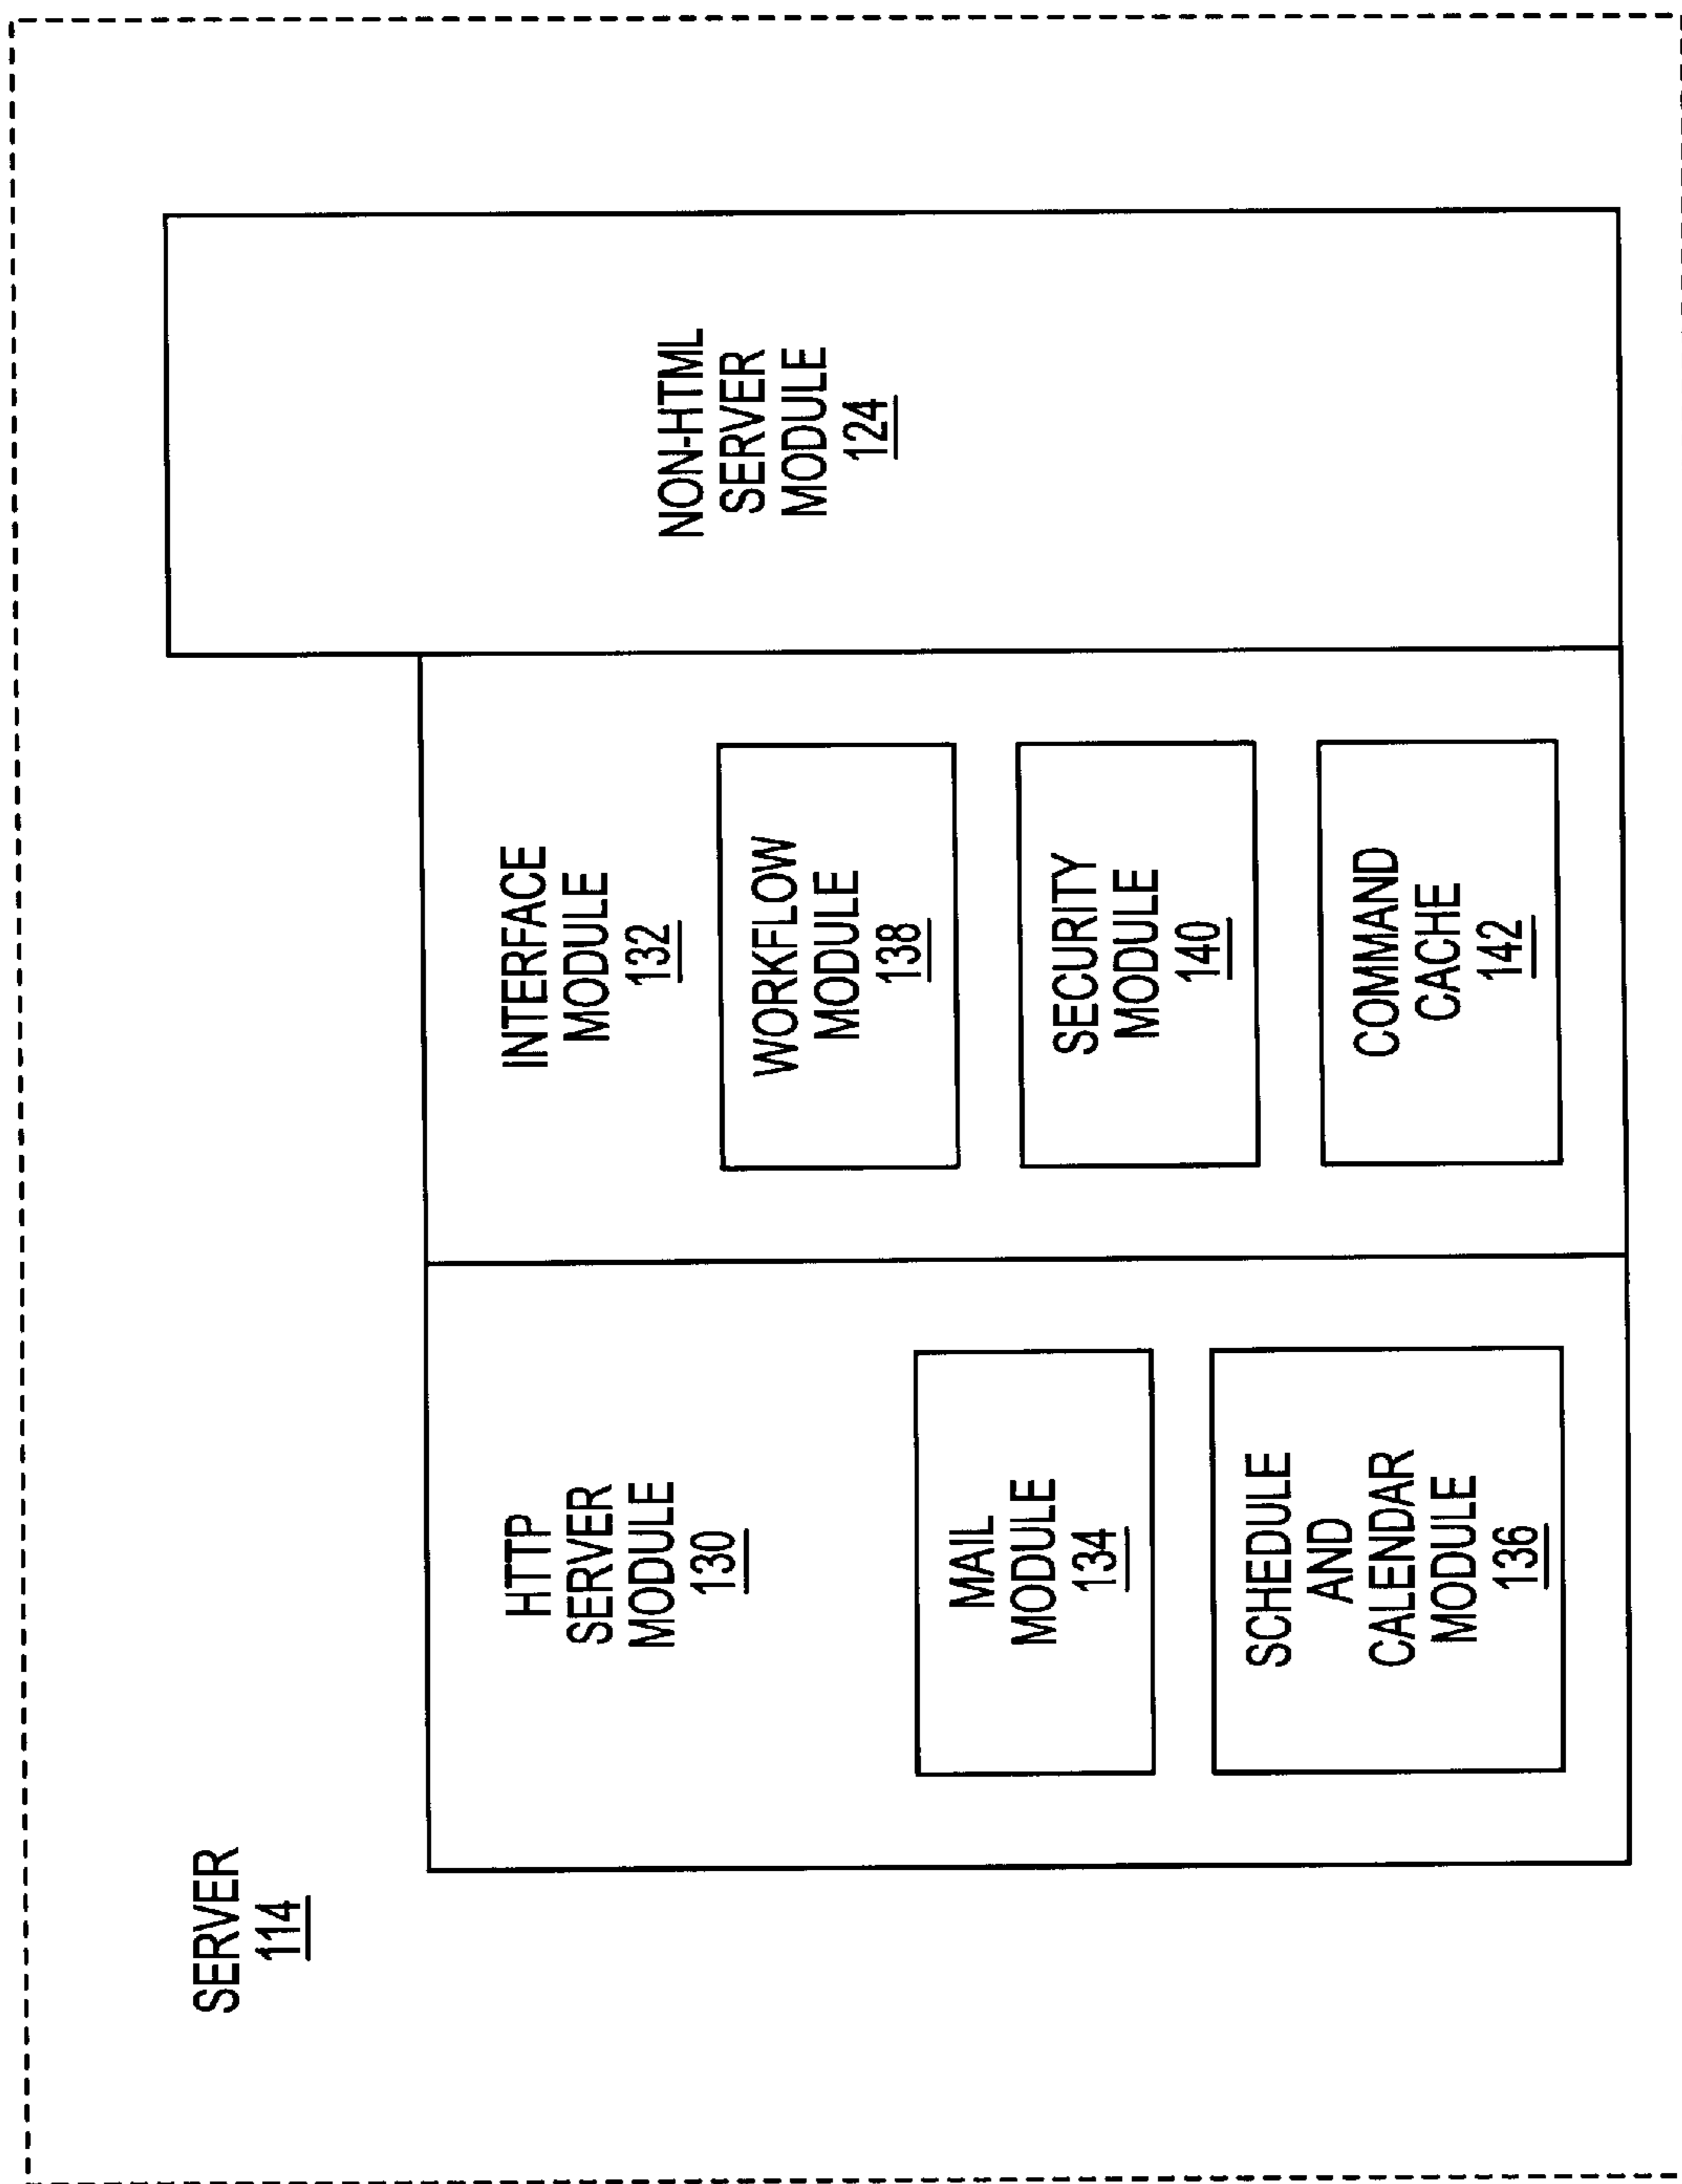 SERVER
114
HTTP
SERVER
MODULE
130
MAIL
MODULE
134
SCHEDULE
AND
CALENDAR
MODULE
136
INTERFACE
MODULE
132
WORKFLOW
MODULE
138
SECURITY
MODULE
140
COMMAND
CACHE
142
NON-HTML
SERVER
MODULE
124